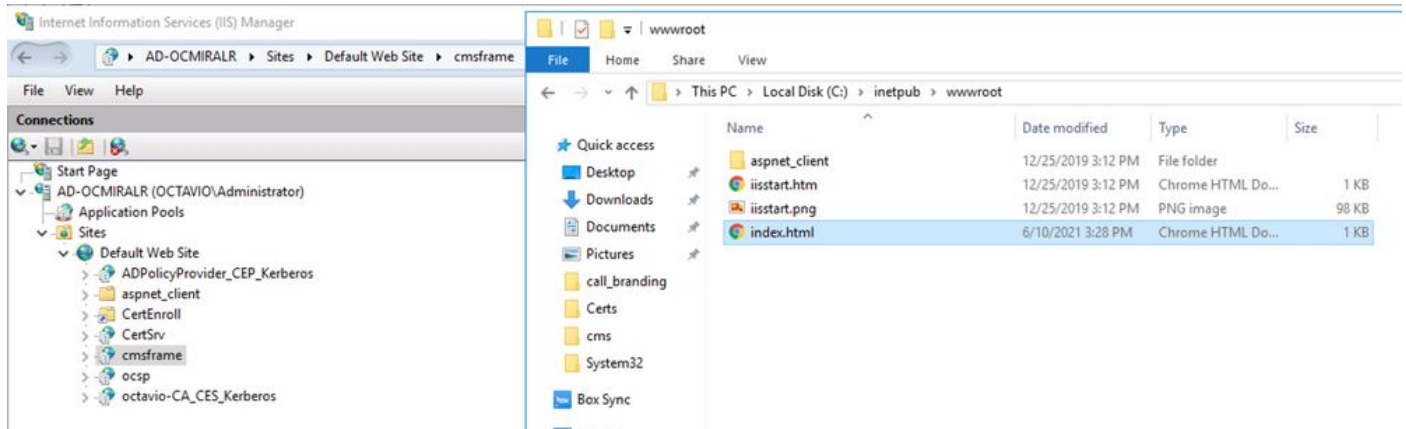 Internet Information Services (IIS) Manager
AD-OCMIRALR Sites Default Web Site cmsframe
File View Help
Connections
Start Page
AD-OCMIRALR (OCTAVIO\Administrator)
Application Pools
Sites
Default Web Site
ADPolicyProvider_CEP_Kerberos
aspnet_client
CertEnroll
CertSrv
cmsframe
ocsp
octavio-CA_CES_Kerberos
wwwroot
File Home Share View
This PC Local Disk (C:) inetpub wwwroot
Quick access
Desktop
Downloads
Documents
Pictures
call_branding
Certs
cms
System32
Box Sync
Name Date modified Type Size
aspnet_client 12/25/2019 3:12 PM File folder
iisstart.htm 12/25/2019 3:12 PM Chrome HTML Do... 1 KB
iisstart.png 12/25/2019 3:12 PM PNG image 98 KB
index.html 6/10/2021 3:28 PM Chrome HTML Do... 1 KB